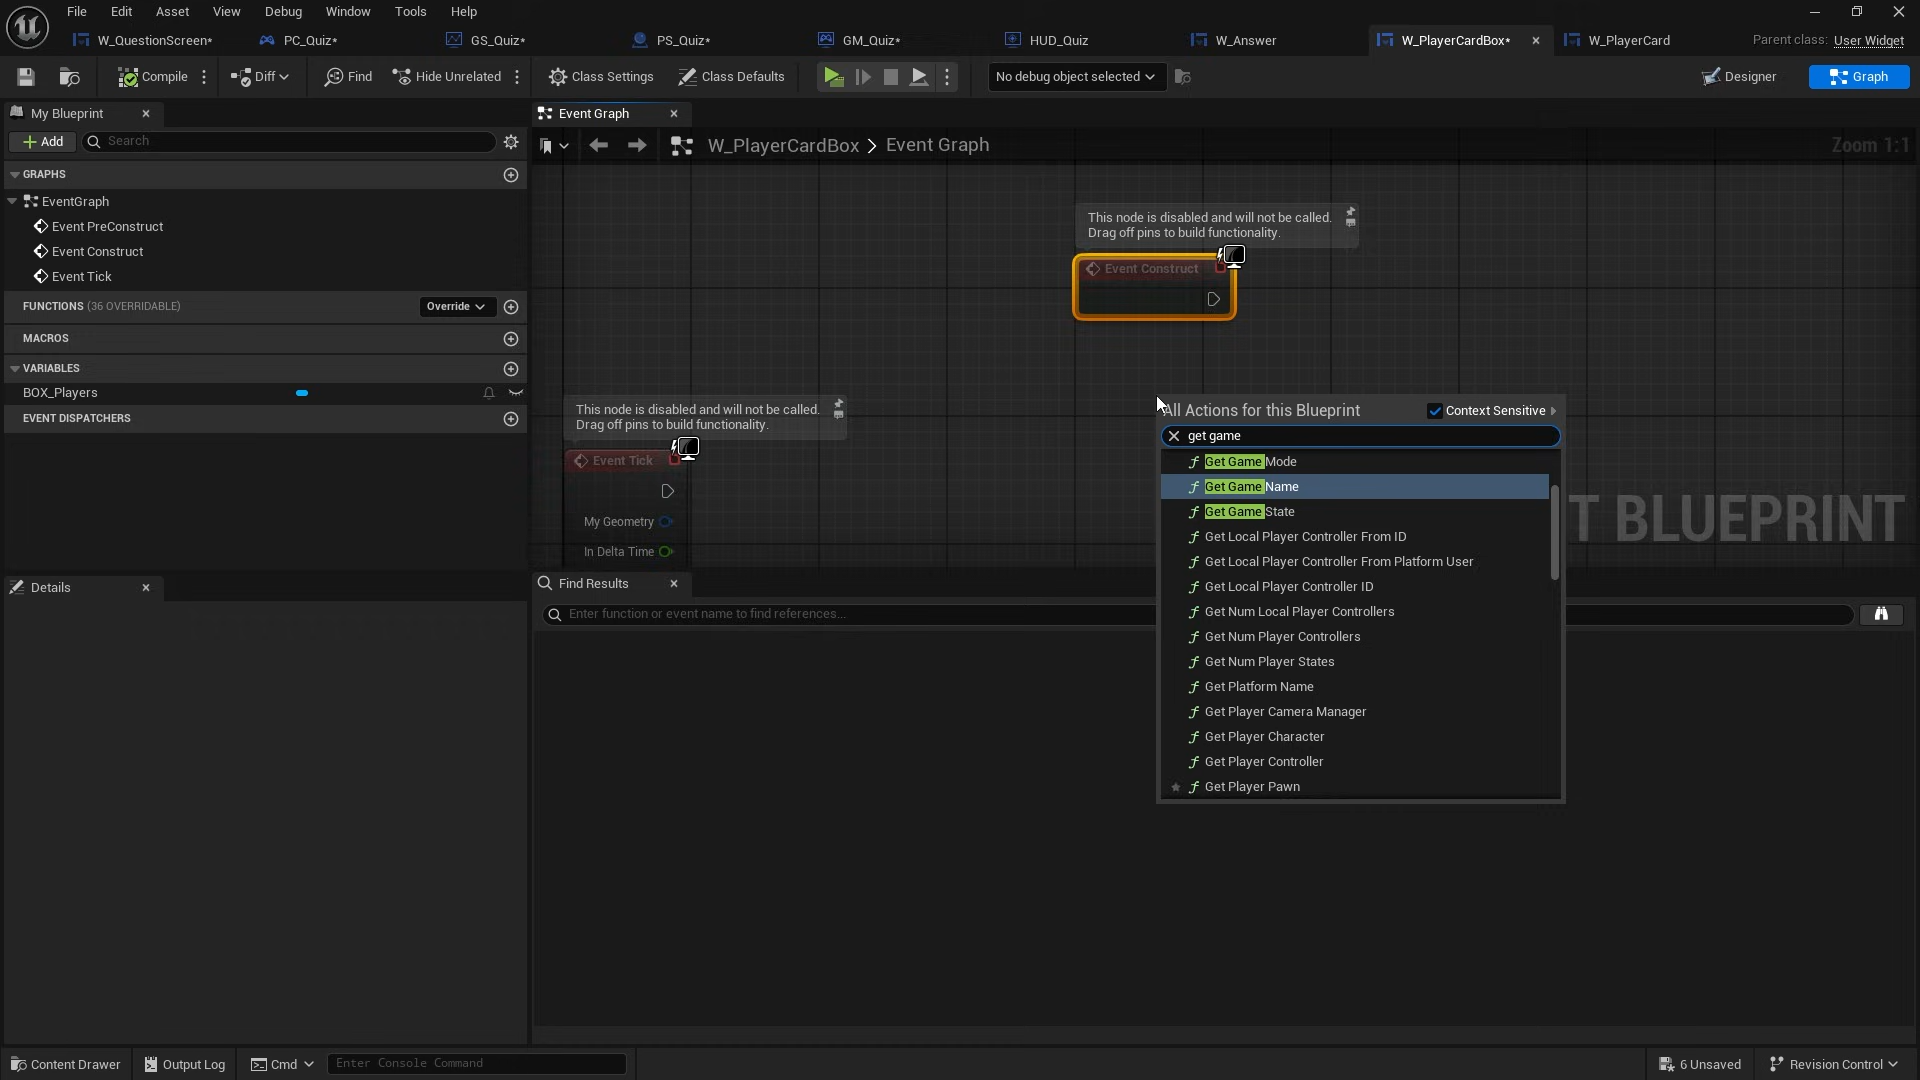 File Edit Asset View Debug Window Tools Help
W_QuestionScreen* PC_Quiz* GS_Quiz* PS_Quiz* GM_Quiz* HUD_Quiz W_Answer W_PlayerCardBox* W_PlayerCard Parent class: User Widget
Compile Diff Find Hide Unrelated Class Settings Class Defaults No debug object selected Designer Graph
My Blueprint
Event Graph
Add Search
W_PlayerCardBox > Event Graph Zoom 1:1
GRAPHS
EventGraph
Event PreConstruct
Event Construct
Event Tick
FUNCTIONS (36 OVERRIDABLE) Override
MACROS
VARIABLES
BOX_Players
EVENT DISPATCHERS
This node is disabled and will not be called.
Drag off pins to build functionality.
Event Construct
This node is disabled and will not be called.
Drag off pins to build functionality.
Event Tick
My Geometry
In Delta Time
All Actions for this Blueprint Context Sensitive
get game
Get Game Mode
Get Game Name
Get Game State
Get Local Player Controller From ID
Get Local Player Controller From Platform User
Get Local Player Controller ID
Get Num Local Player Controllers
Get Num Player Controllers
Get Num Player States
Get Platform Name
Get Player Camera Manager
Get Player Character
Get Player Controller
Get Player Pawn
T BLUEPRINT
Details
Find Results
Enter function or event name to find references...
Content Drawer Output Log Cmd Enter Console Command 6 Unsaved Revision Control